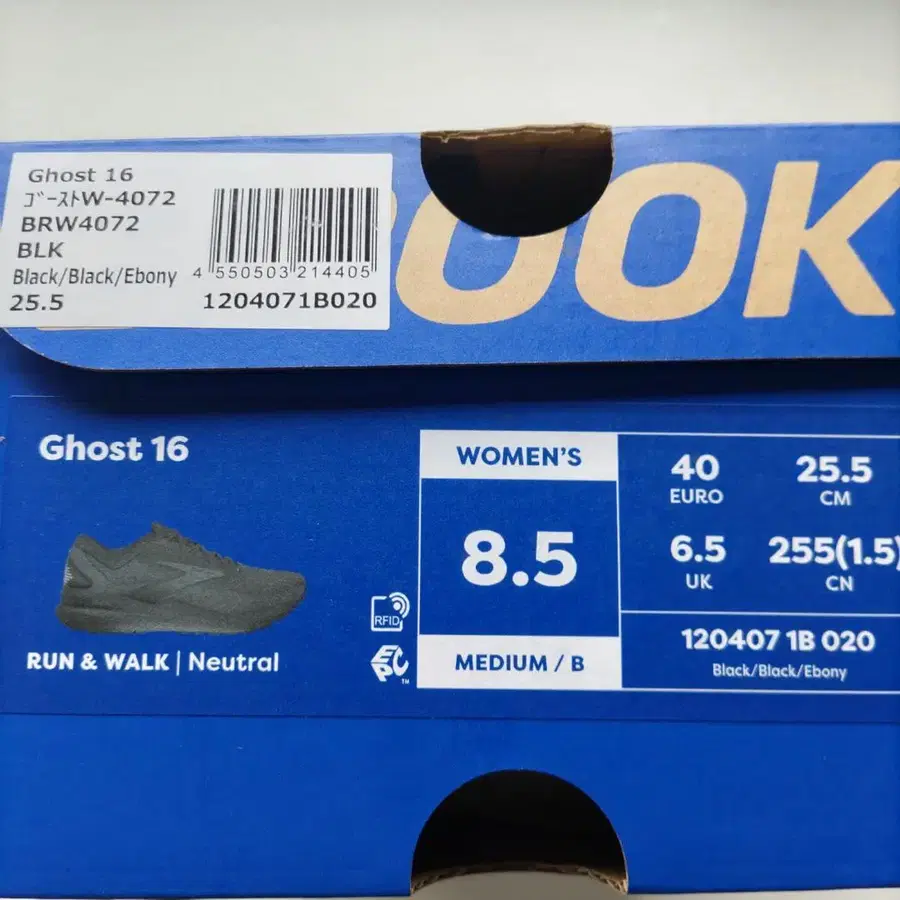 Ghost 16
ゴーストW-4072
BRW4072
BLK
Black/Black/Ebony
25.5
4 550503 214405
1204071B020
OOK
Ghost 16
RUN & WALK | Neutral
RFID
EPC
TM
WOMEN'S
8.5
MEDIUM / B
40
EURO
25.5
CM
6.5
UK
255(1.5)
CN
120407 1B 020
Black/Black/Ebony